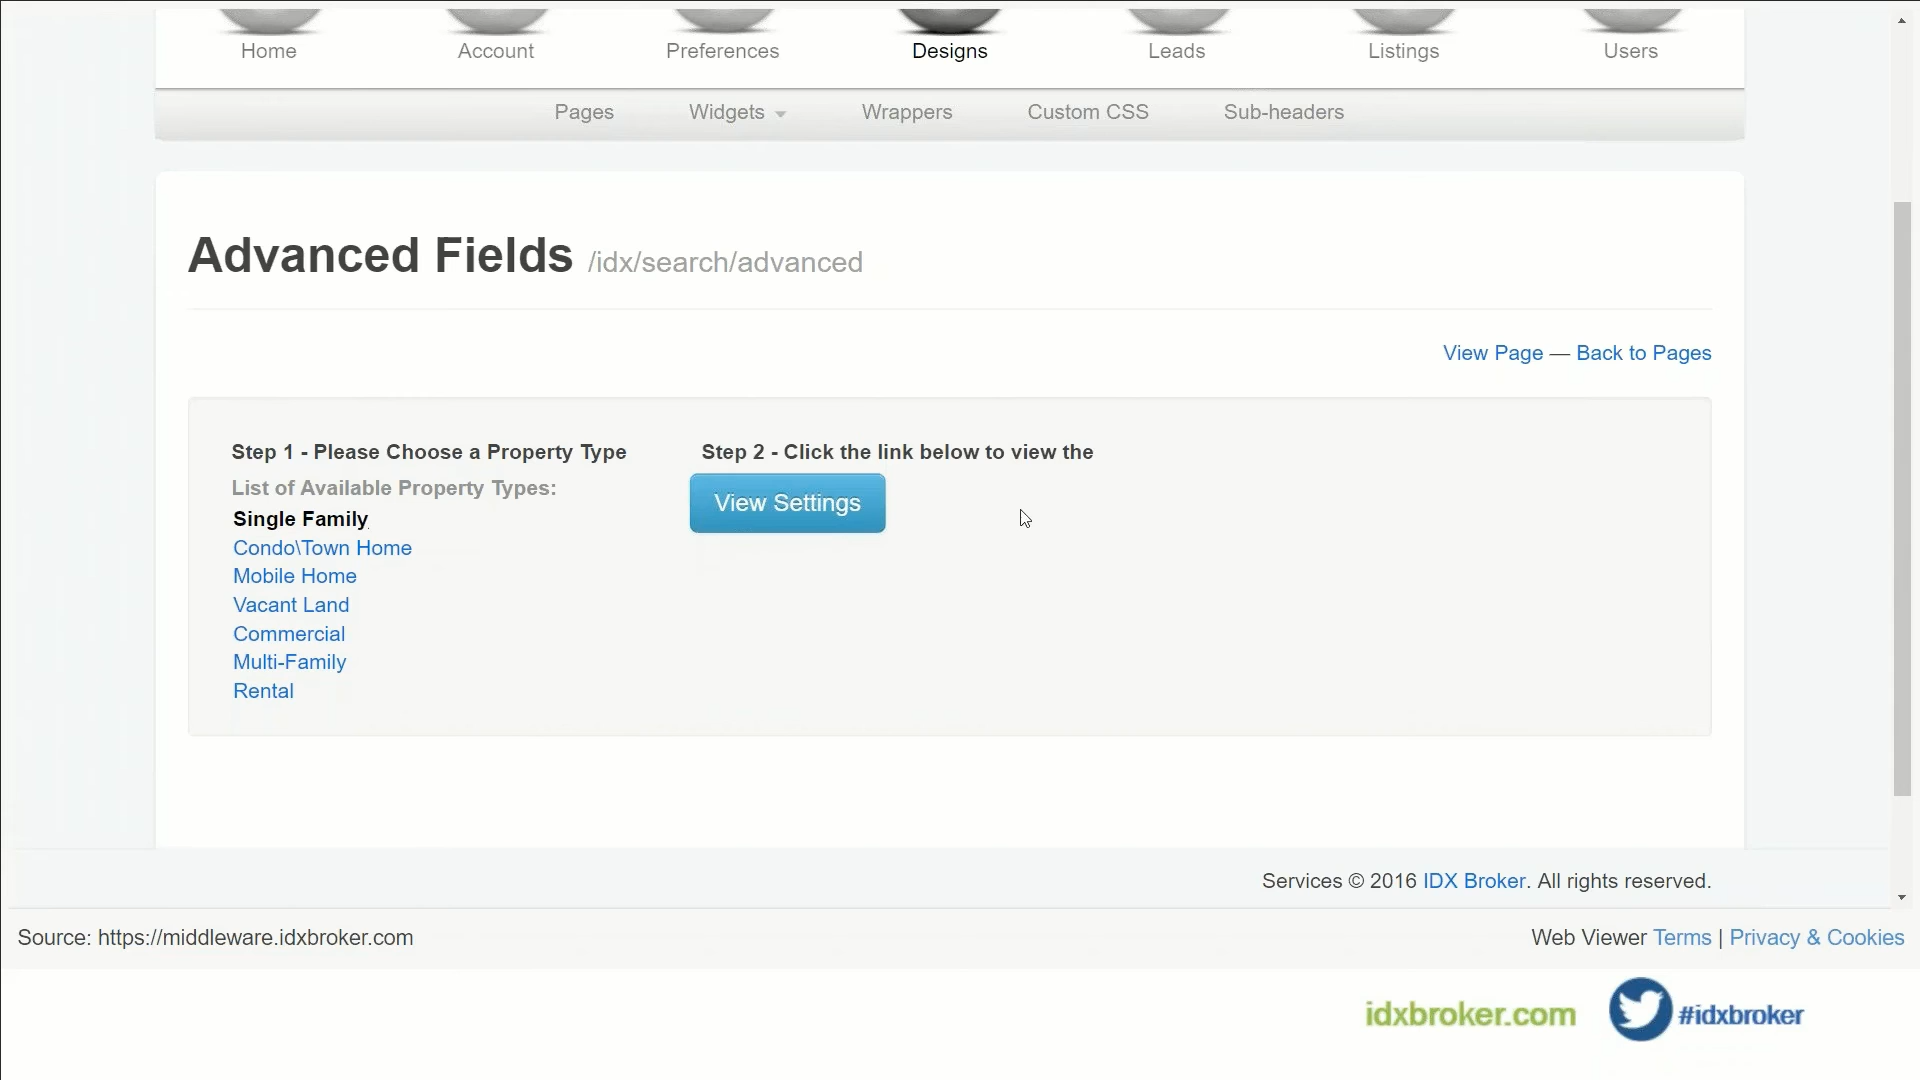 Home Account Preferences Designs Leads Listings Users
Pages Widgets Wrappers Custom CSS Sub-headers
Advanced Fields /idx/search/advanced
View Page — Back to Pages
Step 1 - Please Choose a Property Type
Step 2 - Click the link below to view the
List of Available Property Types:
View Settings
Single Family
Condo\Town Home
Mobile Home
Vacant Land
Commercial
Multi-Family
Rental
Services © 2016 IDX Broker. All rights reserved.
Source: https://middleware.idxbroker.com
Web Viewer Terms | Privacy & Cookies
idxbroker.com #idxbroker